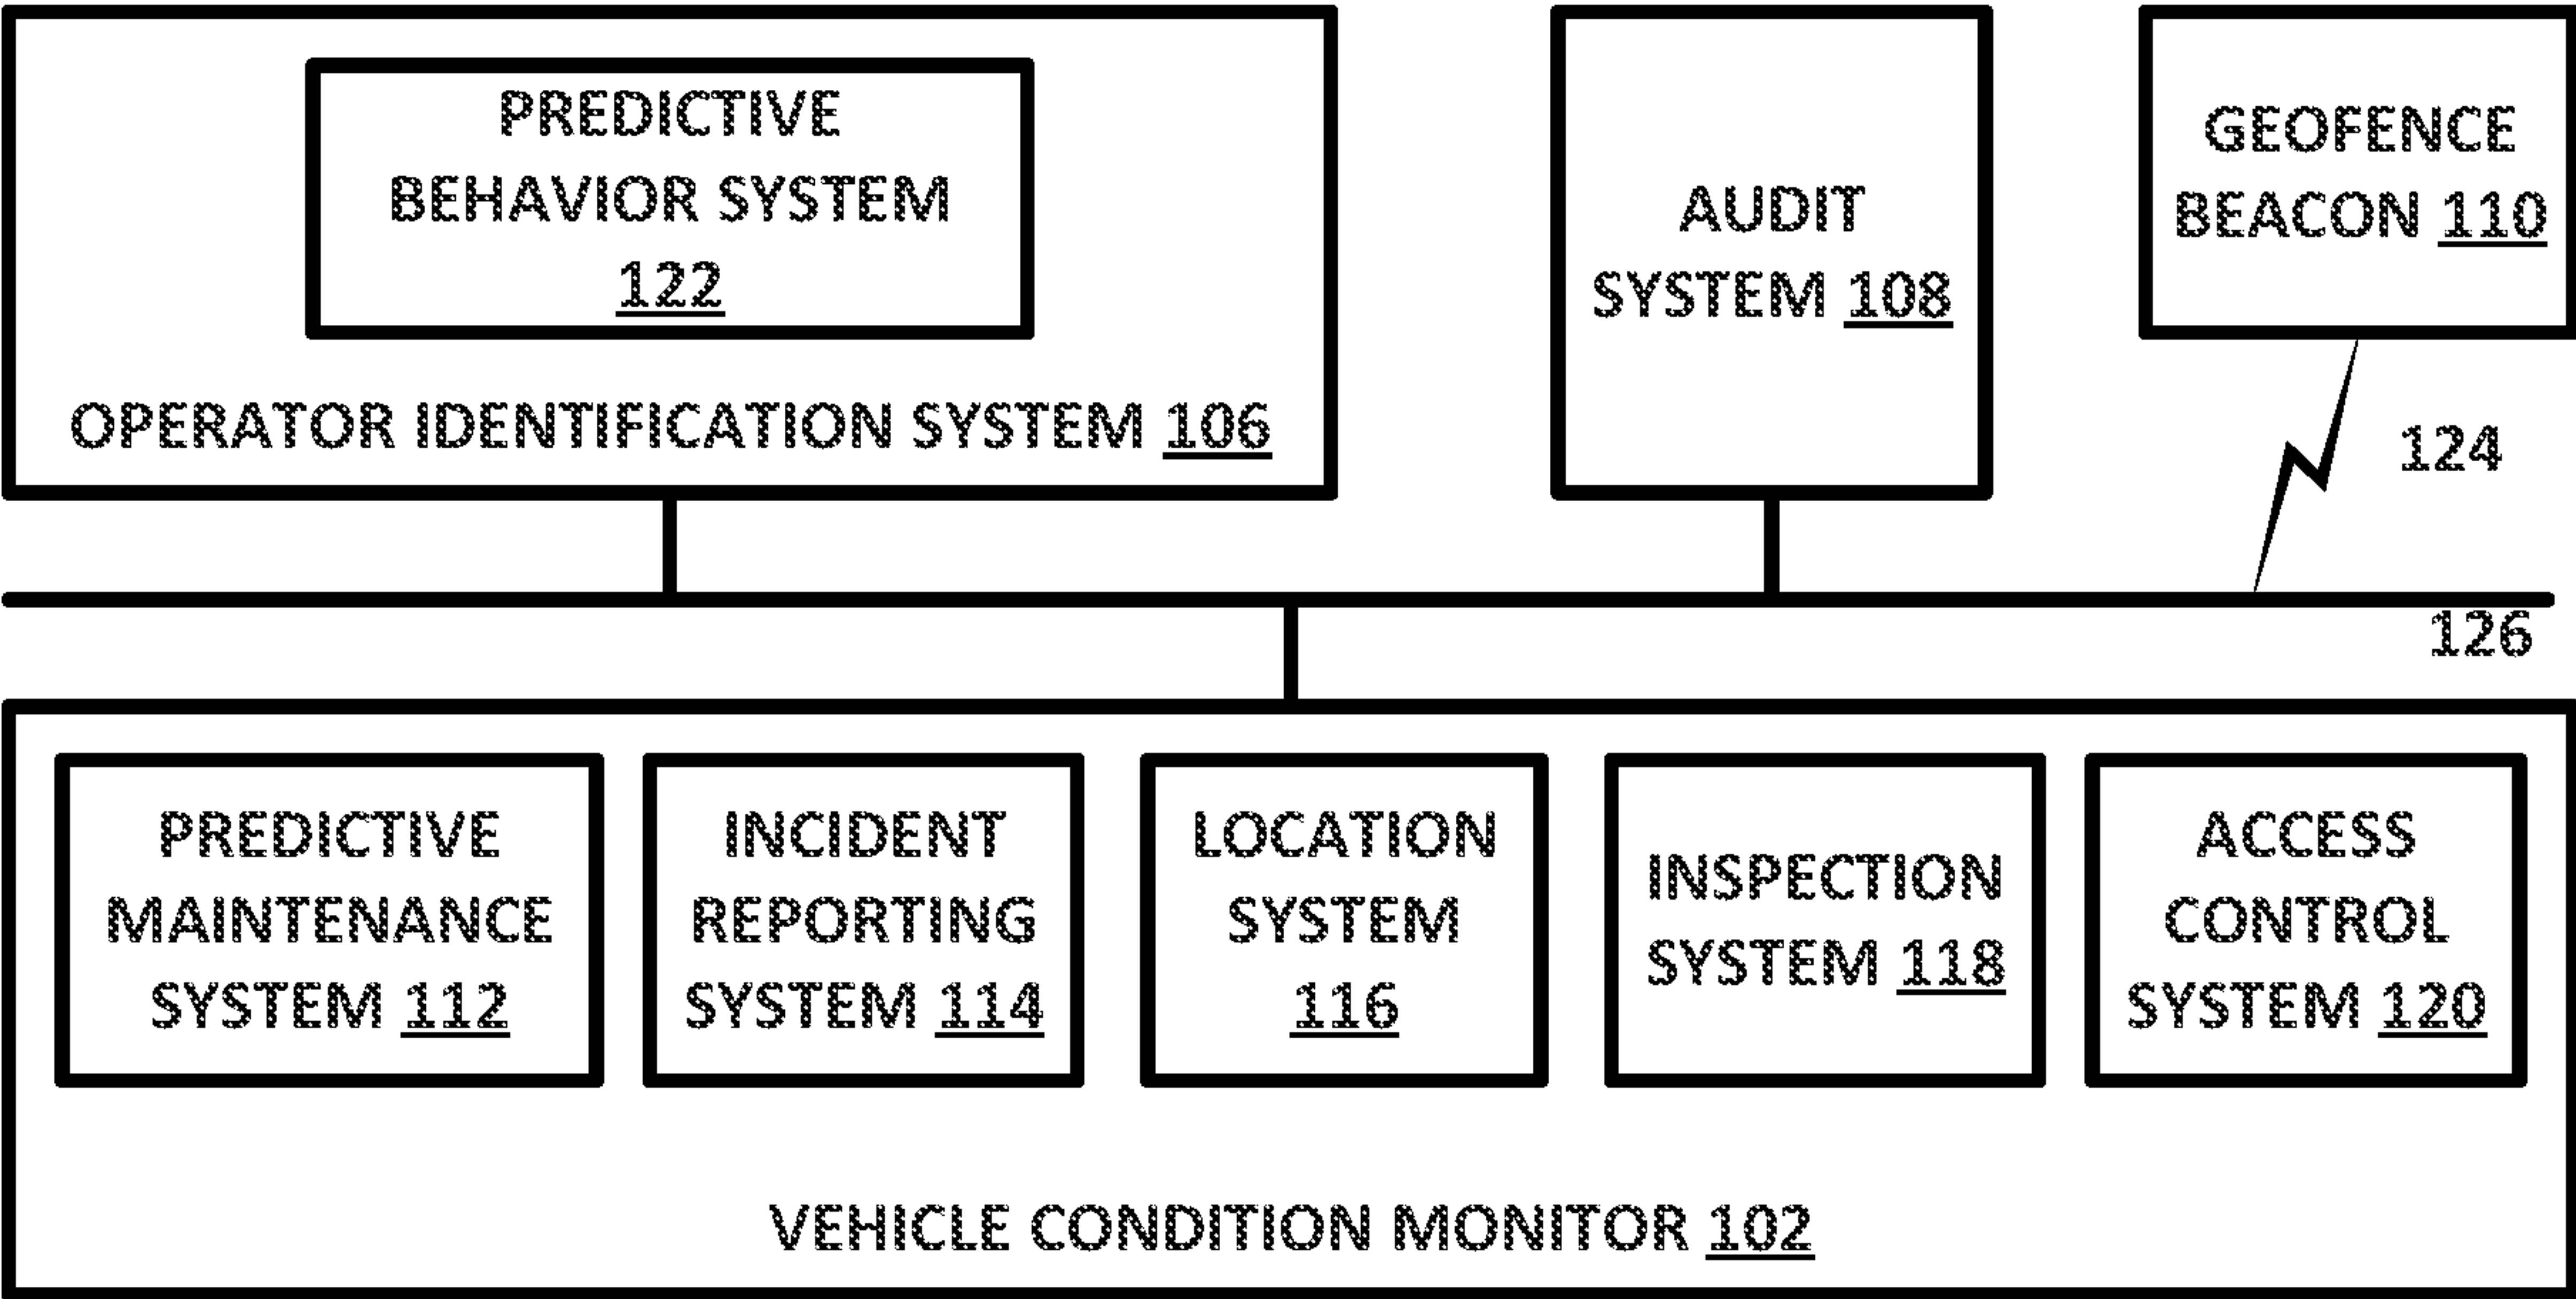 PREDICTIVE
BEHAVIOR SYSTEM
122
OPERATOR IDENTIFICATION SYSTEM 106
AUDIT
SYSTEM 108
GEOFENCE
BEACON 110
124
126
PREDICTIVE
MAINTENANCE
SYSTEM 112
INCIDENT
REPORTING
SYSTEM 114
LOCATION
SYSTEM
116
INSPECTION
SYSTEM 118
ACCESS
CONTROL
SYSTEM 120
VEHICLE CONDITION MONITOR 102